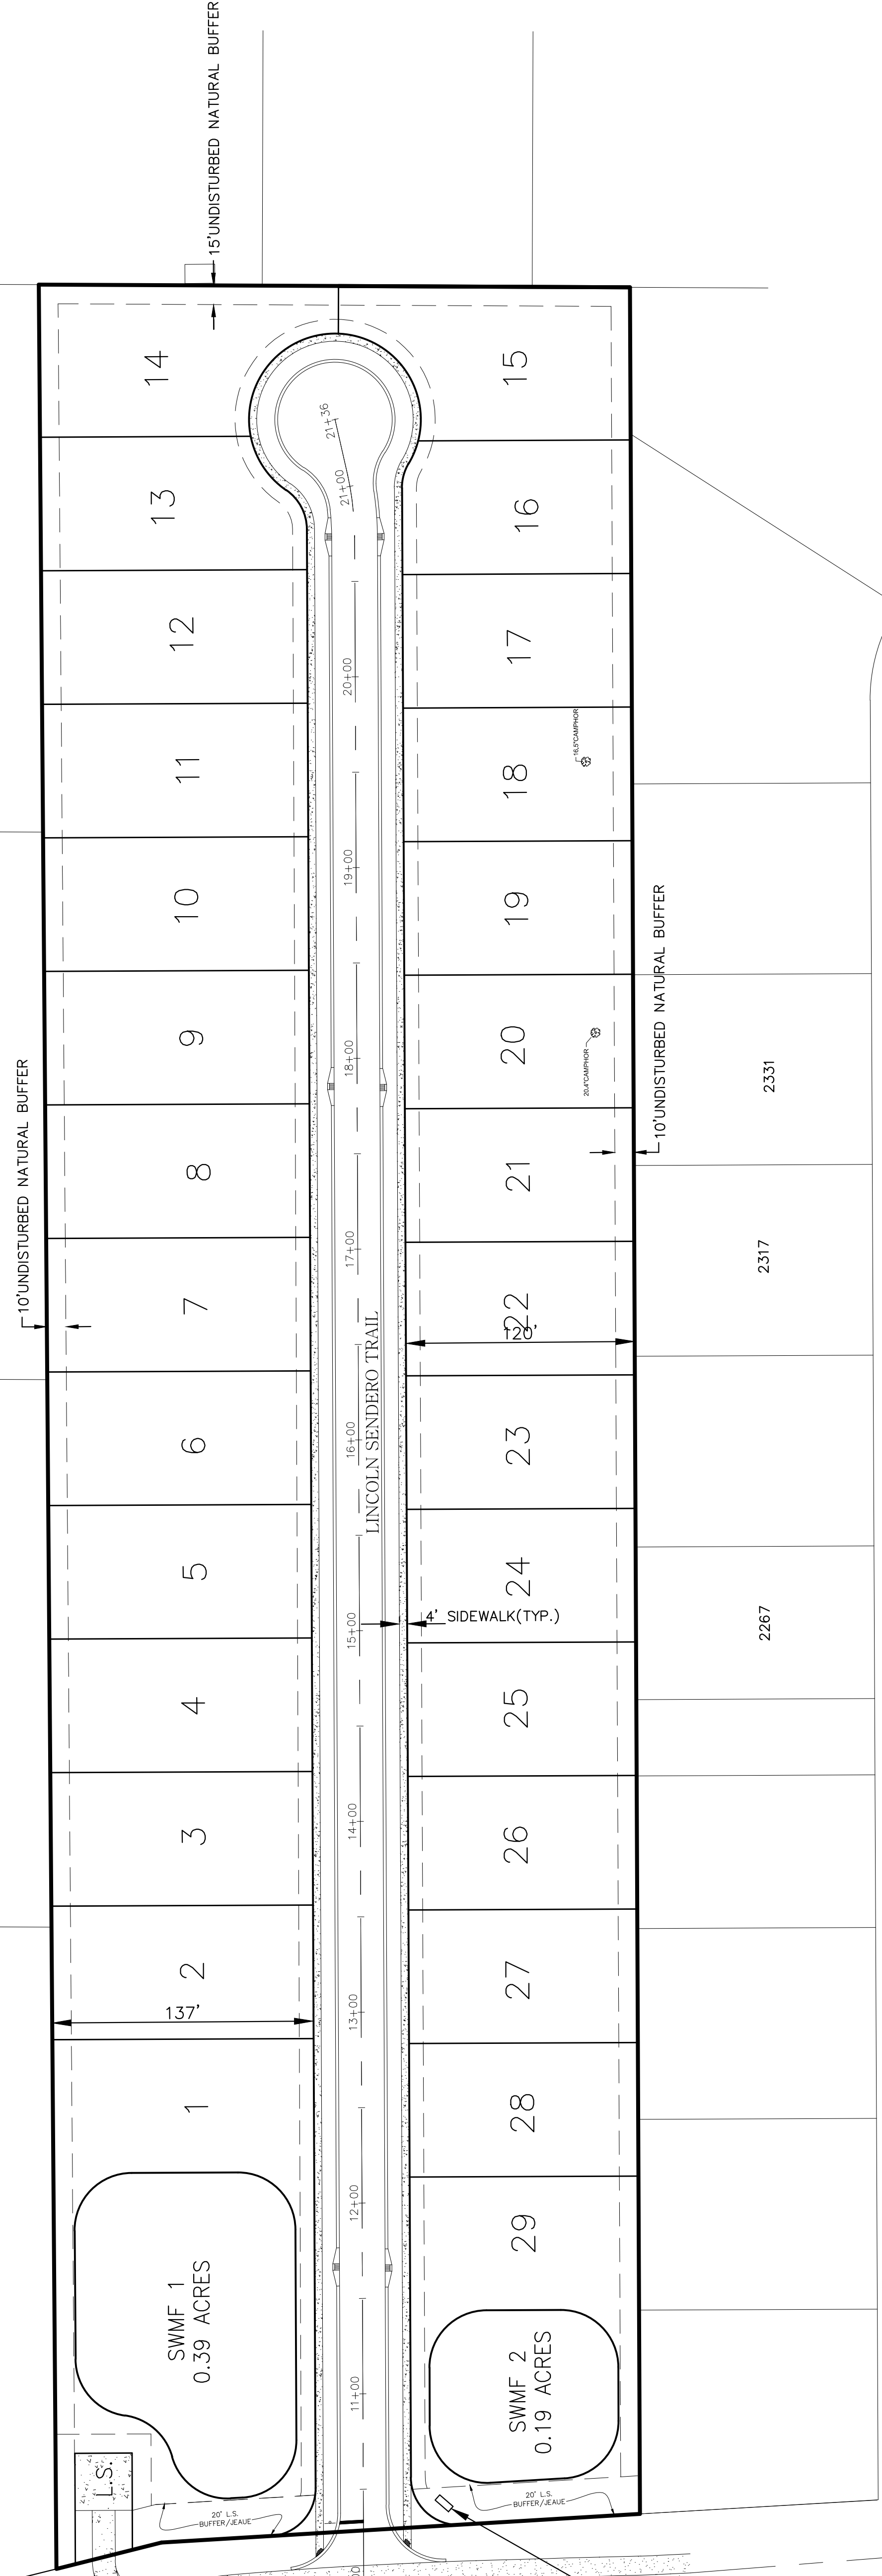 15'UNDISTURBED NATURAL BUFFER
14
15
21+36
21+00
13
16
12
17
20+00
16.5"CAMPHOR
11
18
19+00
10
19
10'UNDISTURBED NATURAL BUFFER
9
20
18+00
20.4"CAMPHOR
2331
10'UNDISTURBED NATURAL BUFFER
8
21
17+00
2317
7
22
120'
LINCOLN SENDERO TRAIL
6
16+00
23
5
24
4' SIDEWALK(TYP.)
15+00
2267
4
25
3
14+00
26
2
27
137'
13+00
1
28
12+00
29
SWMF 1
0.39 ACRES
11+00
SWMF 2
0.19 ACRES
L.S.
20' L.S.
BUFFER/JEAUE
20' L.S.
BUFFER/JEAUE